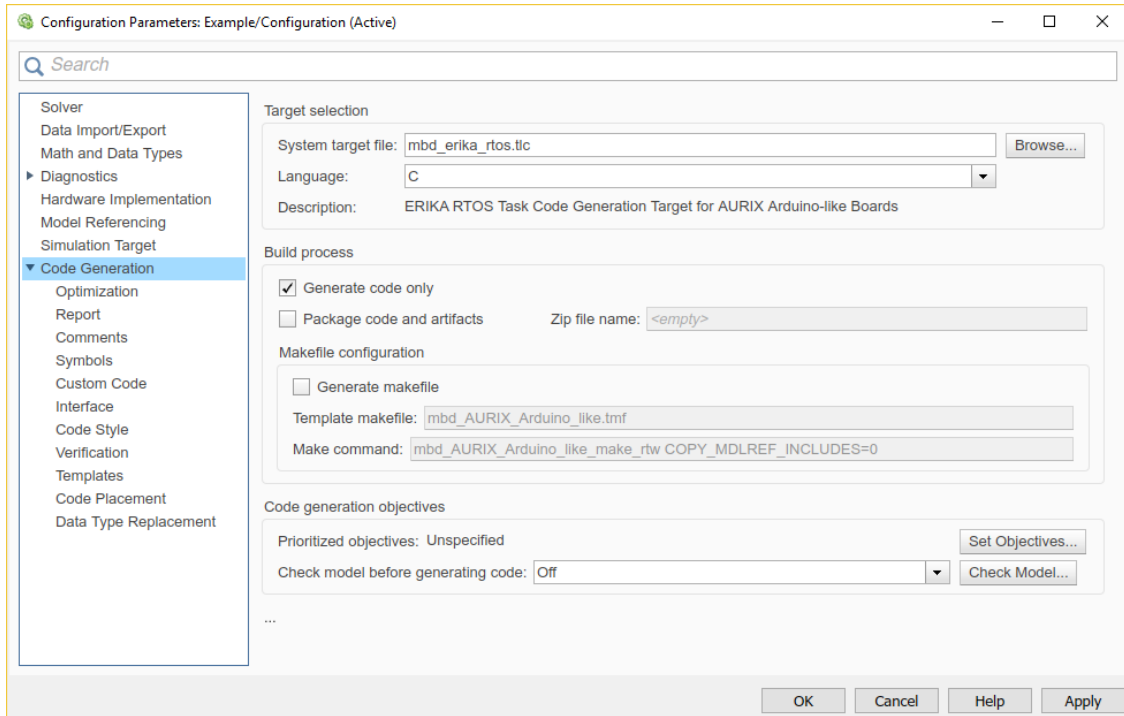 Configuration Parameters: Example/Configuration (Active)
Search
Solver
Data Import/Export
Math and Data Types
Diagnostics
Hardware Implementation
Model Referencing
Simulation Target
Code Generation
Optimization
Report
Comments
Symbols
Custom Code
Interface
Code Style
Verification
Templates
Code Placement
Data Type Replacement
Target selection
System target file: mbd_erika_rtos.tlc Browse...
Language: C
Description: ERIKA RTOS Task Code Generation Target for AURIX Arduino-like Boards
Build process
Generate code only
Package code and artifacts Zip file name: <empty>
Makefile configuration
Generate makefile
Template makefile: mbd_AURIX_Arduino_like.tmf
Make command: mbd_AURIX_Arduino_like_make_rtw COPY_MDLREF_INCLUDES=0
Code generation objectives
Prioritized objectives: Unspecified Set Objectives...
Check model before generating code: Off Check Model...
...
OK Cancel Help Apply